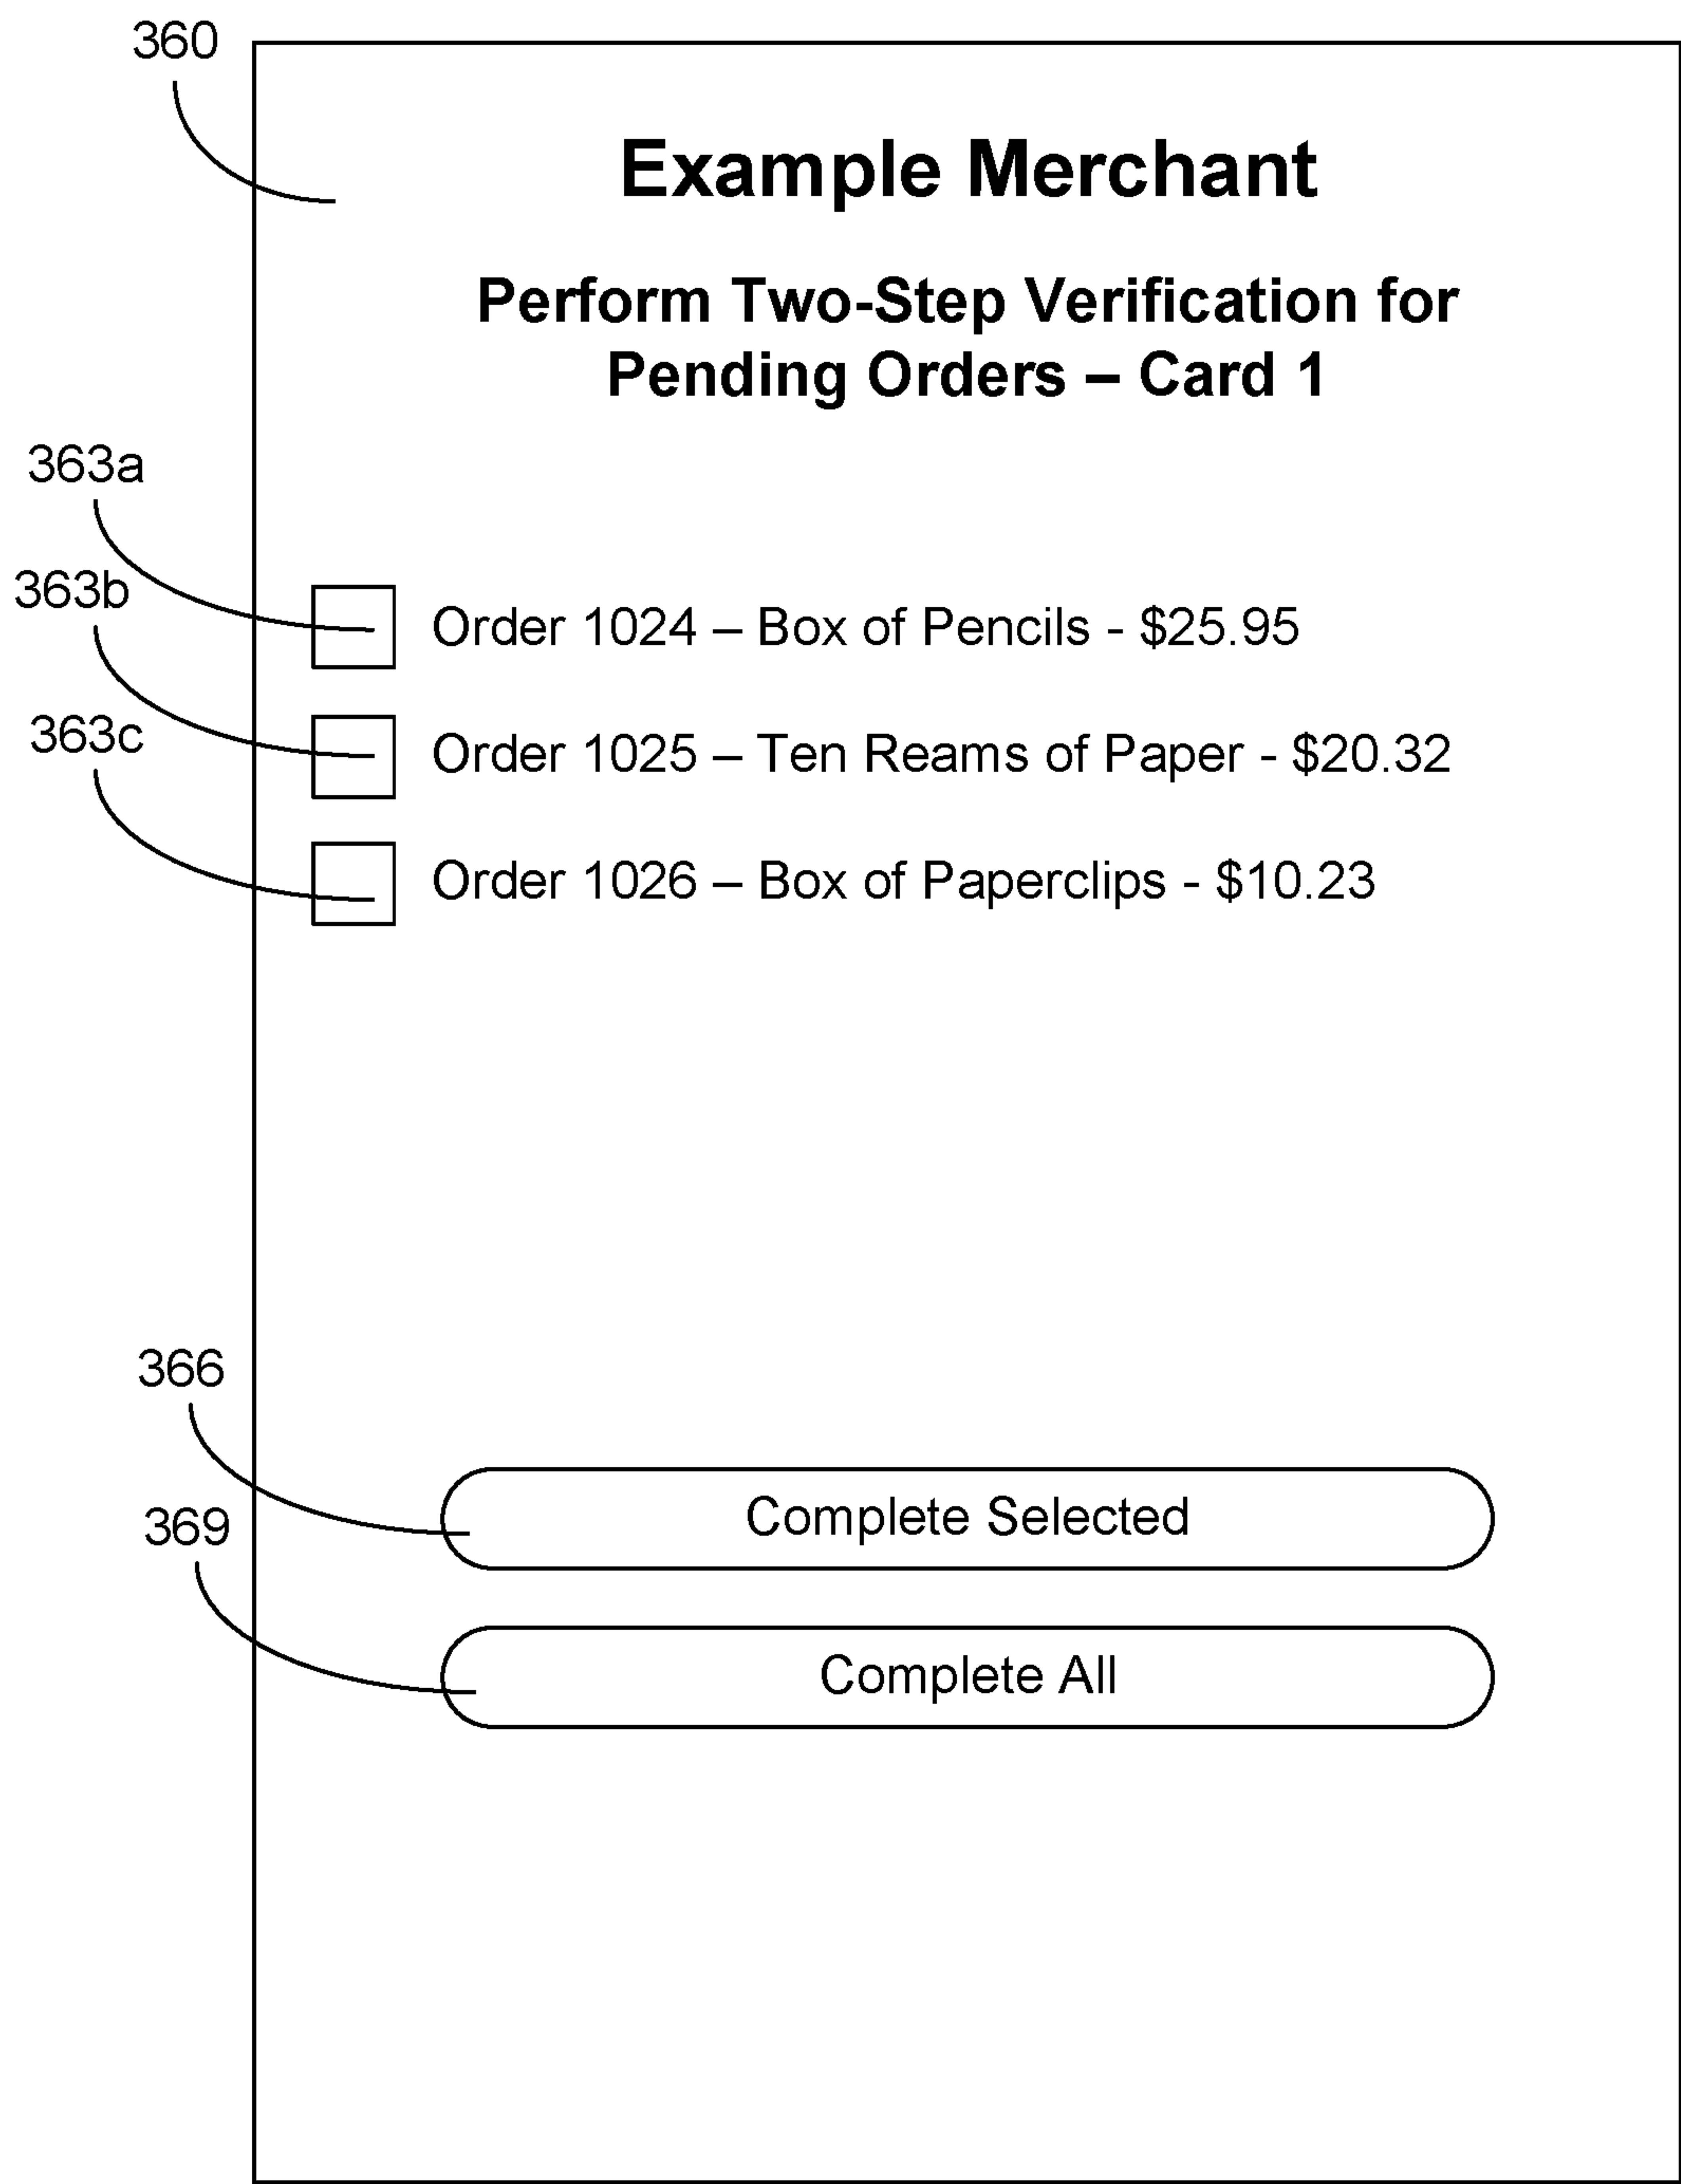 360
Example Merchant
Perform Two-Step Verification for
Pending Orders – Card 1
363a
363b
Order 1024 – Box of Pencils - $25.95
363c
Order 1025 – Ten Reams of Paper - $20.32
Order 1026 – Box of Paperclips - $10.23
366
Complete Selected
369
Complete All